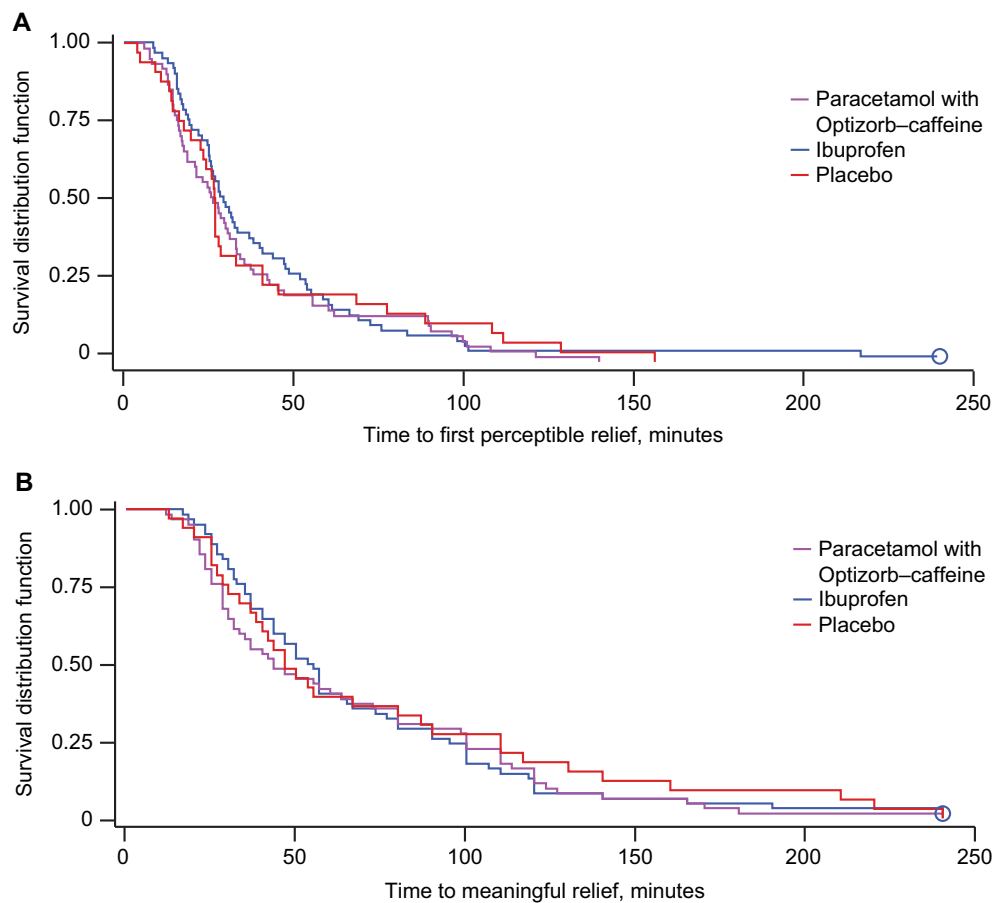 A
1.00
0.75
0.50
0.25
0
Survival distribution function
0 50 100 150 200 250
Time to first perceptible relief, minutes
Paracetamol with
Optizorb–caffeine
Ibuprofen
Placebo
B
1.00
0.75
0.50
0.25
0
Survival distribution function
0 50 100 150 200 250
Time to meaningful relief, minutes
Paracetamol with
Optizorb–caffeine
Ibuprofen
Placebo